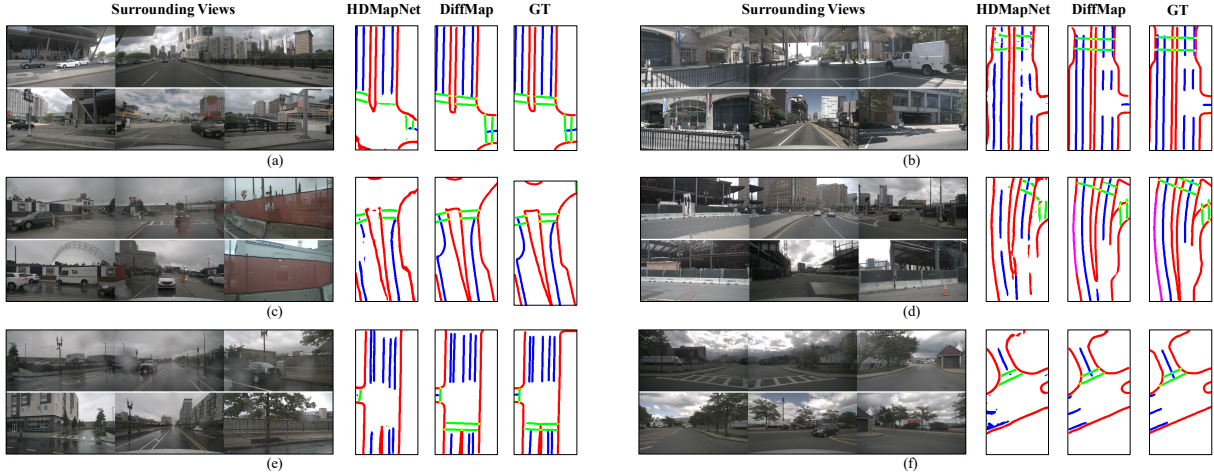 Surrounding Views HDMapNet DiffMap GT Surrounding Views HDMapNet DiffMap GT
(a) (b)
(c) (d)
(e) (f)